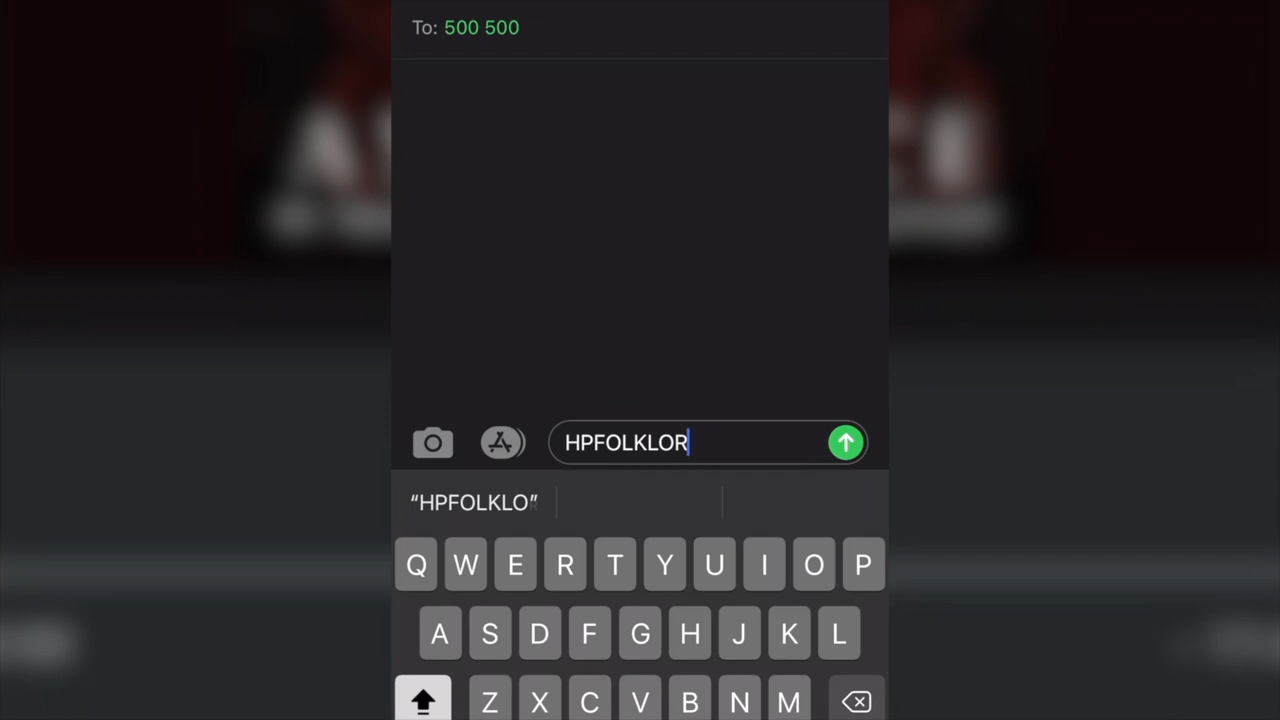 To: 500 500
HPFOLKLOR
“HPFOLKLO”
Q W E R T Y U I O P
A S D F G H J K L
Z X C V B N M